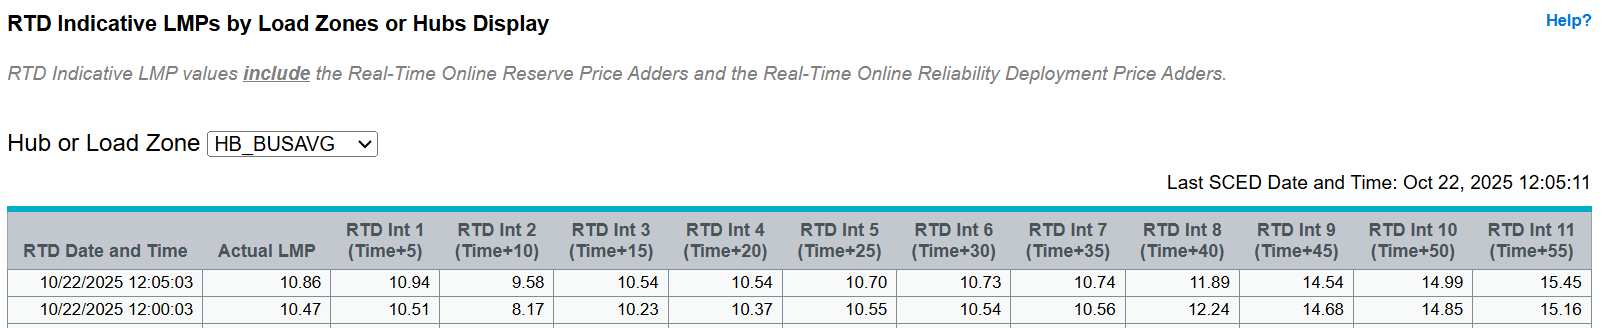 RTD Indicative LMPs by Load Zones or Hubs Display
Help?
RTD Indicative LMP values include the Real-Time Online Reserve Price Adders and the Real-Time Online Reliability Deployment Price Adders.
Hub or Load Zone HB_BUSAVG
Last SCED Date and Time: Oct 22, 2025 12:05:11
RTD Date and Time Actual LMP RTD Int 1 (Time+5) RTD Int 2 (Time+10) RTD Int 3 (Time+15) RTD Int 4 (Time+20) RTD Int 5 (Time+25) RTD Int 6 (Time+30) RTD Int 7 (Time+35) RTD Int 8 (Time+40) RTD Int 9 (Time+45) RTD Int 10 (Time+50) RTD Int 11 (Time+55)
10/22/2025 12:05:03 10.86 10.94 9.58 10.54 10.54 10.70 10.73 10.74 11.89 14.54 14.99 15.45
10/22/2025 12:00:03 10.47 10.51 8.17 10.23 10.37 10.55 10.54 10.56 12.24 14.68 14.85 15.16